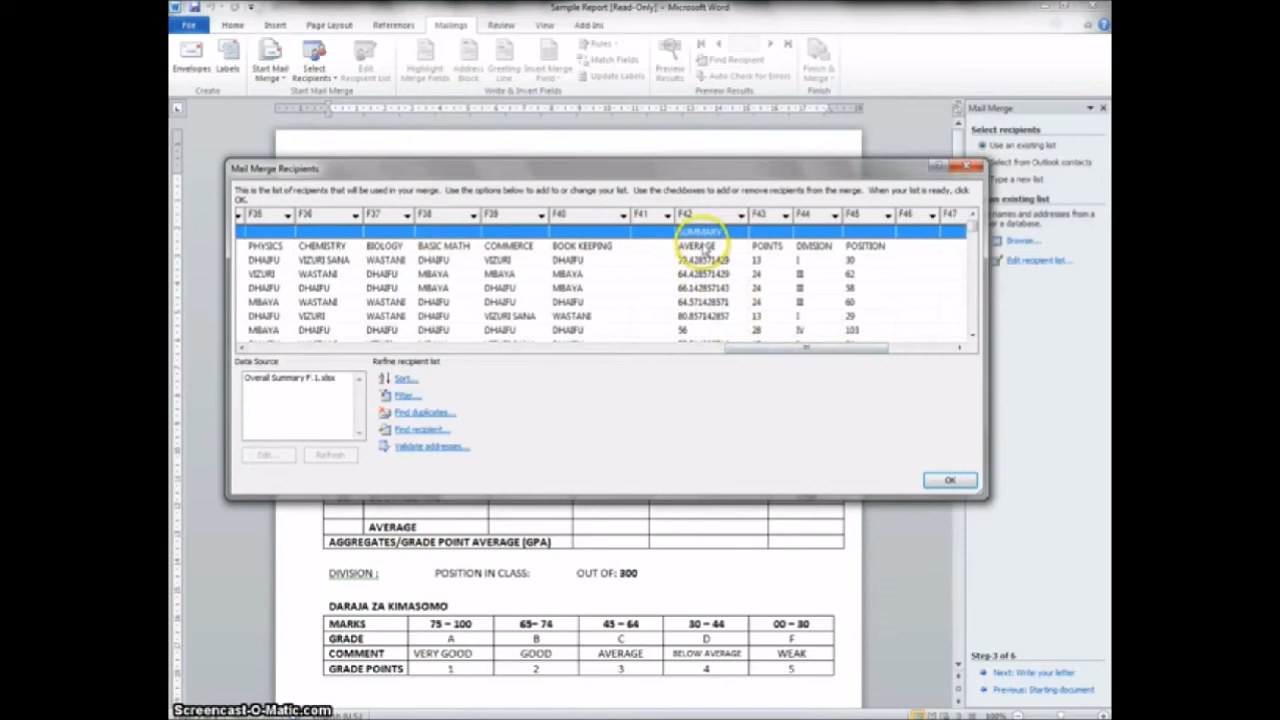 Sample Report [Read-Only] - Microsoft Word
File Home Insert Page Layout References Mailings Review View Add-Ins
Envelopes Labels
Create
Start Mail Merge
Select Recipients
Edit Recipient List
Start Mail Merge
Highlight Merge Fields
Address Block
Greeting Line
Insert Merge Field
Rules
Match Fields
Update Labels
Write & Insert Fields
Preview Results
Find Recipient
Auto Check for Errors
Preview Results
Finish & Merge
Finish
Mail Merge
Select recipients
Use an existing list
Select from Outlook contacts
Type a new list
an existing list
names and addresses from a
Browse...
Edit recipient list...
Mail Merge Recipients
This is the list of recipients that will be used in your merge. Use the options below to add to or change your list. Use the checkboxes to add or remove recipients from the merge. When your list is ready, click
OK.
F35 F36 F37 F38 F39 F40 F41 F42 F43 F44 F45 F46 F47
SUMMARY
PHYSICS CHEMISTRY BIOLOGY BASIC MATH COMMERCE BOOK KEEPING AVERAGE POINTS DIVISION POSITION
DHAIFU VIZURI SANA WASTANI DHAIFU VIZURI DHAIFU 77.428571429 13 I 30
VIZURI WASTANI DHAIFU MBAYA MBAYA MBAYA 64.428571429 24 III 62
DHAIFU DHAIFU WASTANI MBAYA DHAIFU MBAYA 66.142857143 24 III 58
MBAYA WASTANI WASTANI DHAIFU MBAYA DHAIFU 64.571428571 24 III 60
DHAIFU VIZURI WASTANI DHAIFU VIZURI SANA WASTANI 80.857142857 13 I 29
MBAYA DHAIFU DHAIFU DHAIFU DHAIFU DHAIFU 56 28 IV 103
Data Source
Refine recipient list
Overall Summary F.1.xlsx
Sort...
Filter...
Find duplicates...
Find recipient...
Validate addresses...
Edit... Refresh
OK
AVERAGE
AGGREGATES/GRADE POINT AVERAGE (GPA)
DIVISION : POSITION IN CLASS: OUT OF: 300
DARAJA ZA KIMASOMO
MARKS 75 – 100 65– 74 45 – 64 30 – 44 00 – 30
GRADE A B C D F
COMMENT VERY GOOD GOOD AVERAGE BELOW AVERAGE WEAK
GRADE POINTS 1 2 3 4 5
Step 3 of 6
Next: Write your letter
Previous: Starting document
Screencast-O-Matic.com
100%